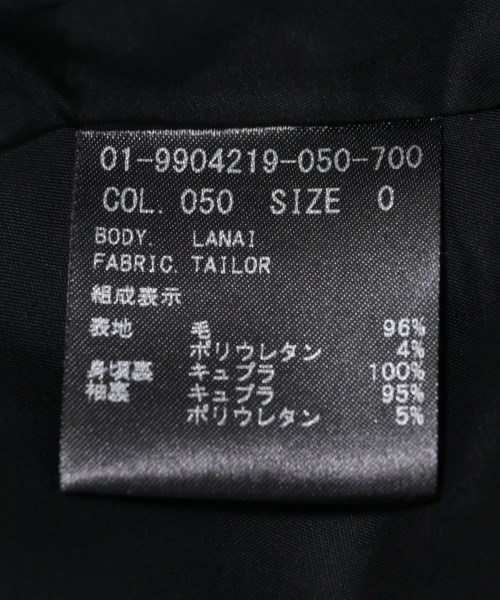 01-9904219-050-700
COL. 050 SIZE 0
BODY. LANAI
FABRIC. TAILOR
組成表示
表地 毛 96%
ポリウレタン 4%
身頃裏 キュプラ 100%
袖裏 キュプラ 95%
ポリウレタン 5%